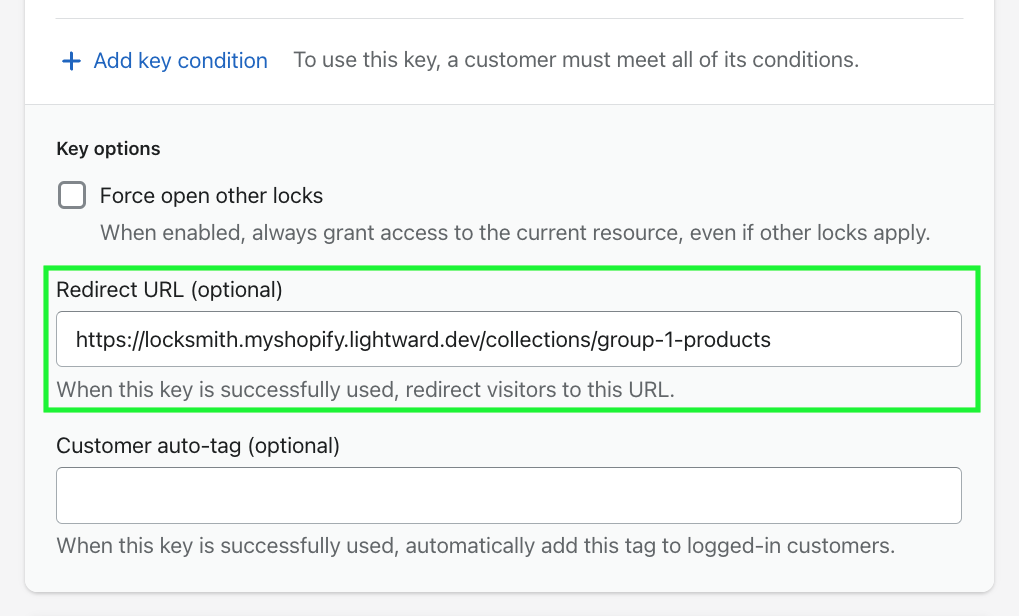 + Add key condition To use this key, a customer must meet all of its conditions.
Key options
Force open other locks
When enabled, always grant access to the current resource, even if other locks apply.
Redirect URL (optional)
https://locksmith.myshopify.lightward.dev/collections/group-1-products
When this key is successfully used, redirect visitors to this URL.
Customer auto-tag (optional)
When this key is successfully used, automatically add this tag to logged-in customers.